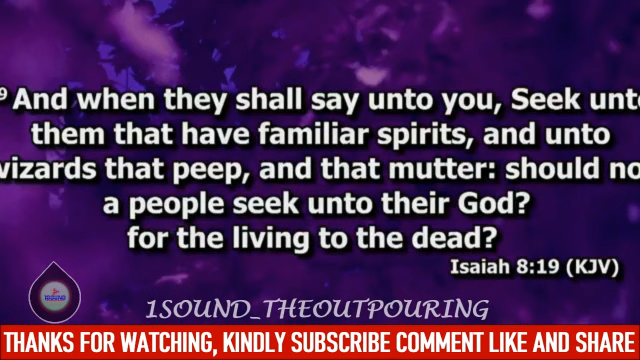 9 And when they shall say unto you, Seek unto
them that have familiar spirits, and unto
wizards that peep, and that mutter: should not
a people seek unto their God?
for the living to the dead?
Isaiah 8:19 (KJV)
1SOUND_THEOUTPOURING
THANKS FOR WATCHING, KINDLY SUBSCRIBE COMMENT LIKE AND SHARE